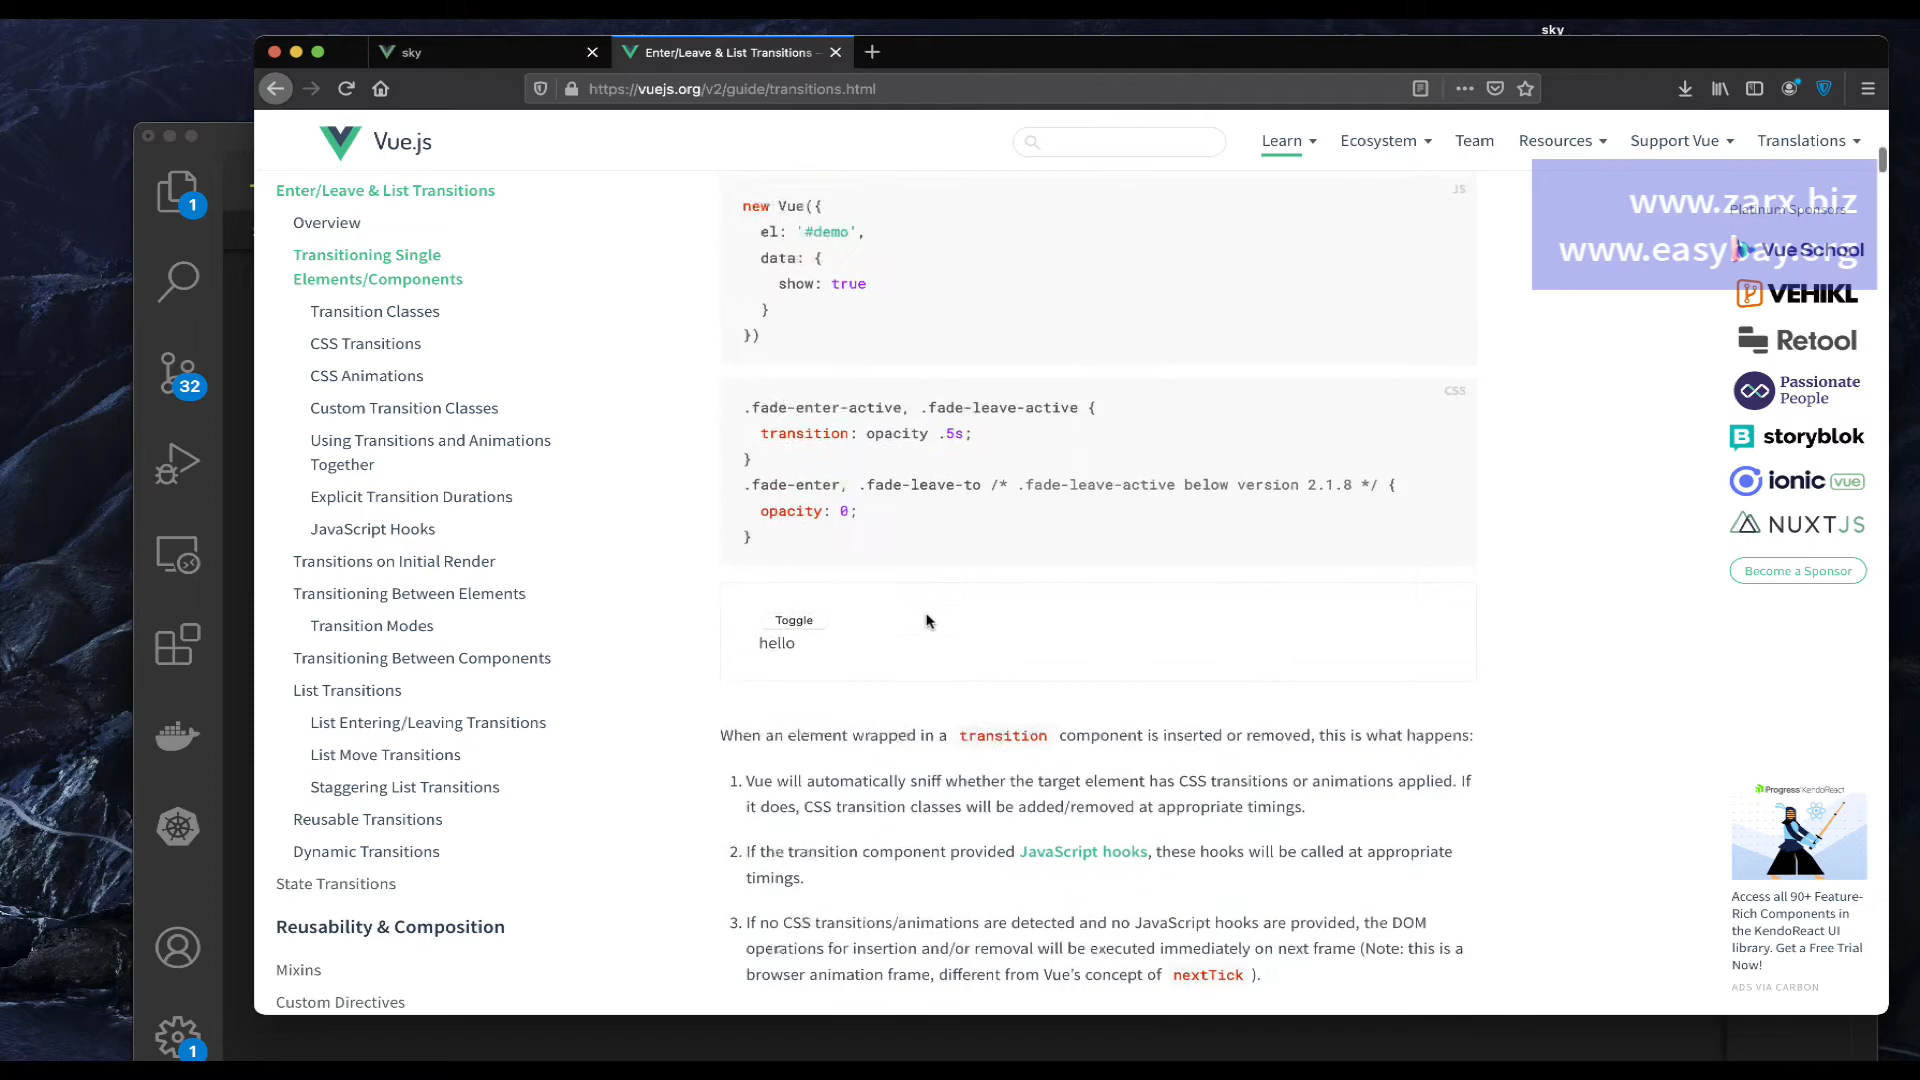 sky
sky
Enter/Leave & List Transitions
https://vuejs.org/v2/guide/transitions.html
Vue.js
Learn
Ecosystem
Team
Resources
Support Vue
Translations
www.zarx.biz
www.easybay.org
Platinum Sponsors
Vue School
VEHIKL
Retool
Passionate
People
storyblok
ionic vue
NUXTJS
Become a Sponsor
Progress KendoReact
Access all 90+ Feature-
Rich Components in
the KendoReact UI
library. Get a Free Trial
Now!
ADS VIA CARBON
1
32
1
Enter/Leave & List Transitions
Overview
Transitioning Single
Elements/Components
Transition Classes
CSS Transitions
CSS Animations
Custom Transition Classes
Using Transitions and Animations
Together
Explicit Transition Durations
JavaScript Hooks
Transitions on Initial Render
Transitioning Between Elements
Transition Modes
Transitioning Between Components
List Transitions
List Entering/Leaving Transitions
List Move Transitions
Staggering List Transitions
Reusable Transitions
Dynamic Transitions
State Transitions
Reusability & Composition
Mixins
Custom Directives
JS
new Vue({
el: '#demo',
data: {
show: true
}
})
CSS
.fade-enter-active, .fade-leave-active {
transition: opacity .5s;
}
.fade-enter, .fade-leave-to /* .fade-leave-active below version 2.1.8 */ {
opacity: 0;
}
Toggle
hello
When an element wrapped in a transition component is inserted or removed, this is what happens:
1. Vue will automatically sniff whether the target element has CSS transitions or animations applied. If
it does, CSS transition classes will be added/removed at appropriate timings.
2. If the transition component provided JavaScript hooks, these hooks will be called at appropriate
timings.
3. If no CSS transitions/animations are detected and no JavaScript hooks are provided, the DOM
operations for insertion and/or removal will be executed immediately on next frame (Note: this is a
browser animation frame, different from Vue's concept of nextTick ).